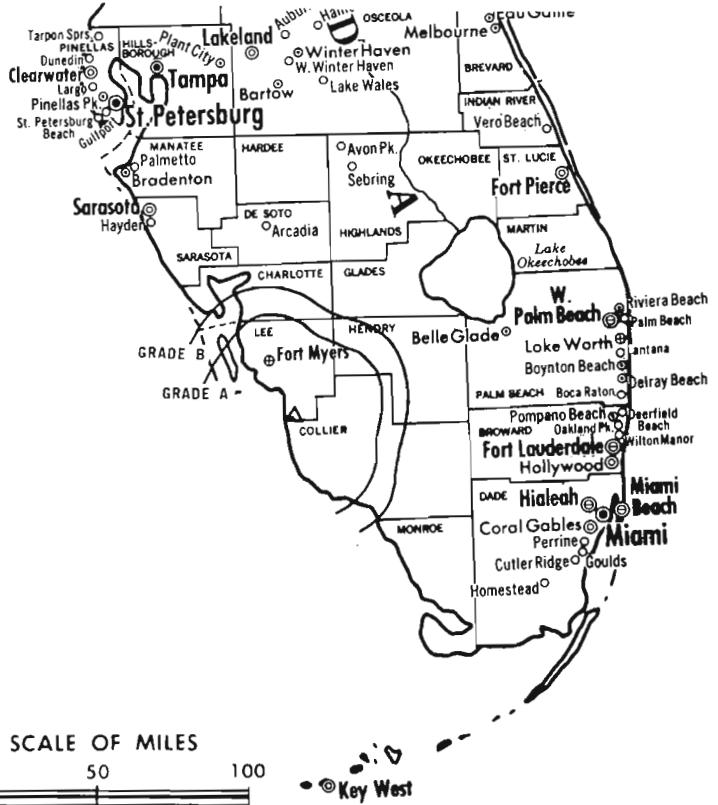 OSCEOLA
Eau Gallie
Tarpon Sprs.
PINELLAS
HILLS-
BOROUGH
Plant City
Lakeland
Melbourne
Dunedin
Winter Haven
Clearwater
Tampa
W. Winter Haven
BREVARD
Largo
Bartow
Lake Wales
Pinellas Pk.
St. Petersburg
INDIAN RIVER
St. Petersburg
Beach
Gulfport
Vero Beach
MANATEE
HARDEE
Avon Pk.
OKEECHOBEE
ST. LUCIE
Palmetto
Sebring
Bradenton
Fort Pierce
D
A
Sarasota
Hayden
DE SOTO
Arcadia
HIGHLANDS
MARTIN
Lake
Okeechobee
SARASOTA
CHARLOTTE
GLADES
W.
Palm Beach
Riviera Beach
Palm Beach
LEE
HENDRY
Belle Glade
GRADE B
Fort Myers
Lake Worth
Lantana
Boynton Beach
GRADE A
Delray Beach
PALM BEACH
Boca Raton
COLLIER
Pompano Beach
Deerfield
Beach
BROWARD
Oakland Pk.
Wilton Manor
Fort Lauderdale
Hollywood
DADE
Hialeah
Miami
Beach
MONROE
Coral Gables
Miami
Perrine
Cutler Ridge
Goulds
Homestead
SCALE OF MILES
50
100
Key West